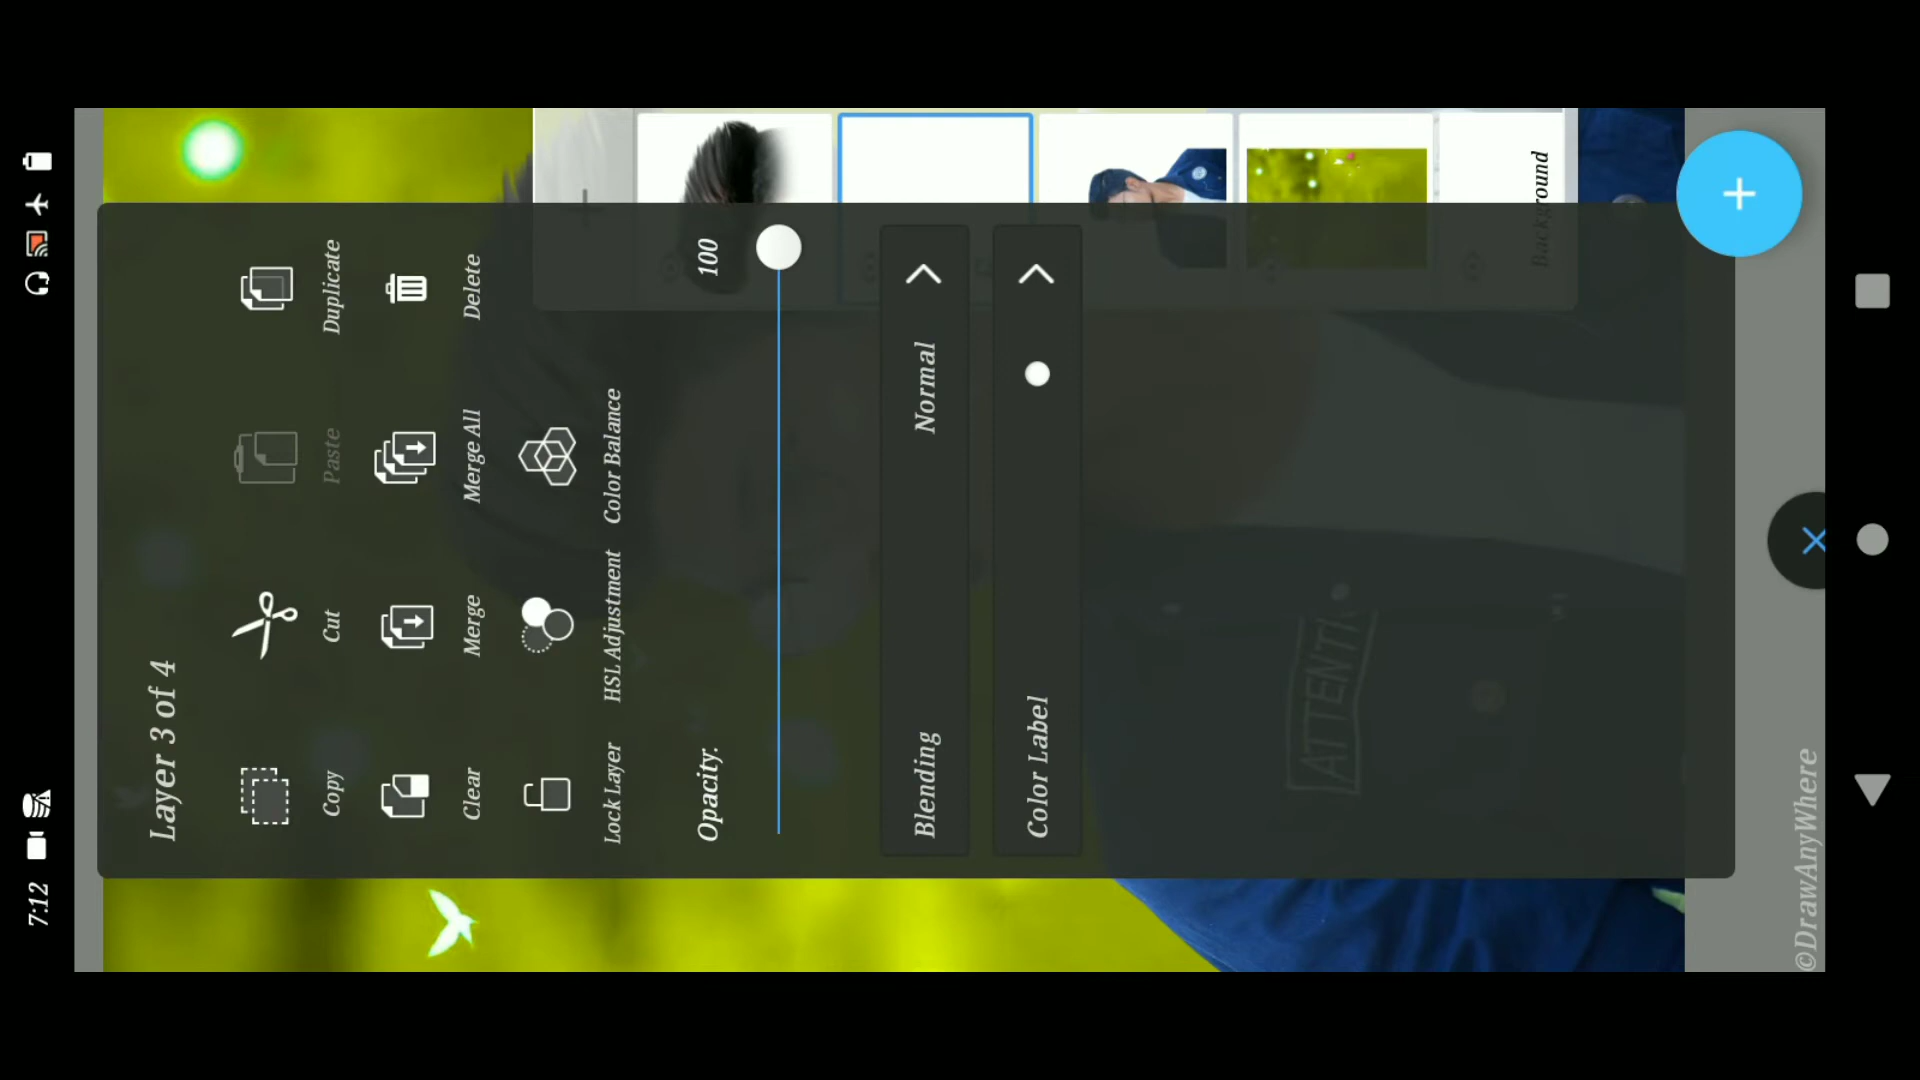 7:12
Layer 3 of 4
Copy
Cut
Paste
Duplicate
Clear
Merge
Merge All
Delete
Lock Layer
HSL Adjustment
Color Balance
Opacity.
100
Blending
Normal
Color Label
Background
ATTENTI
©DrawAnyWhere